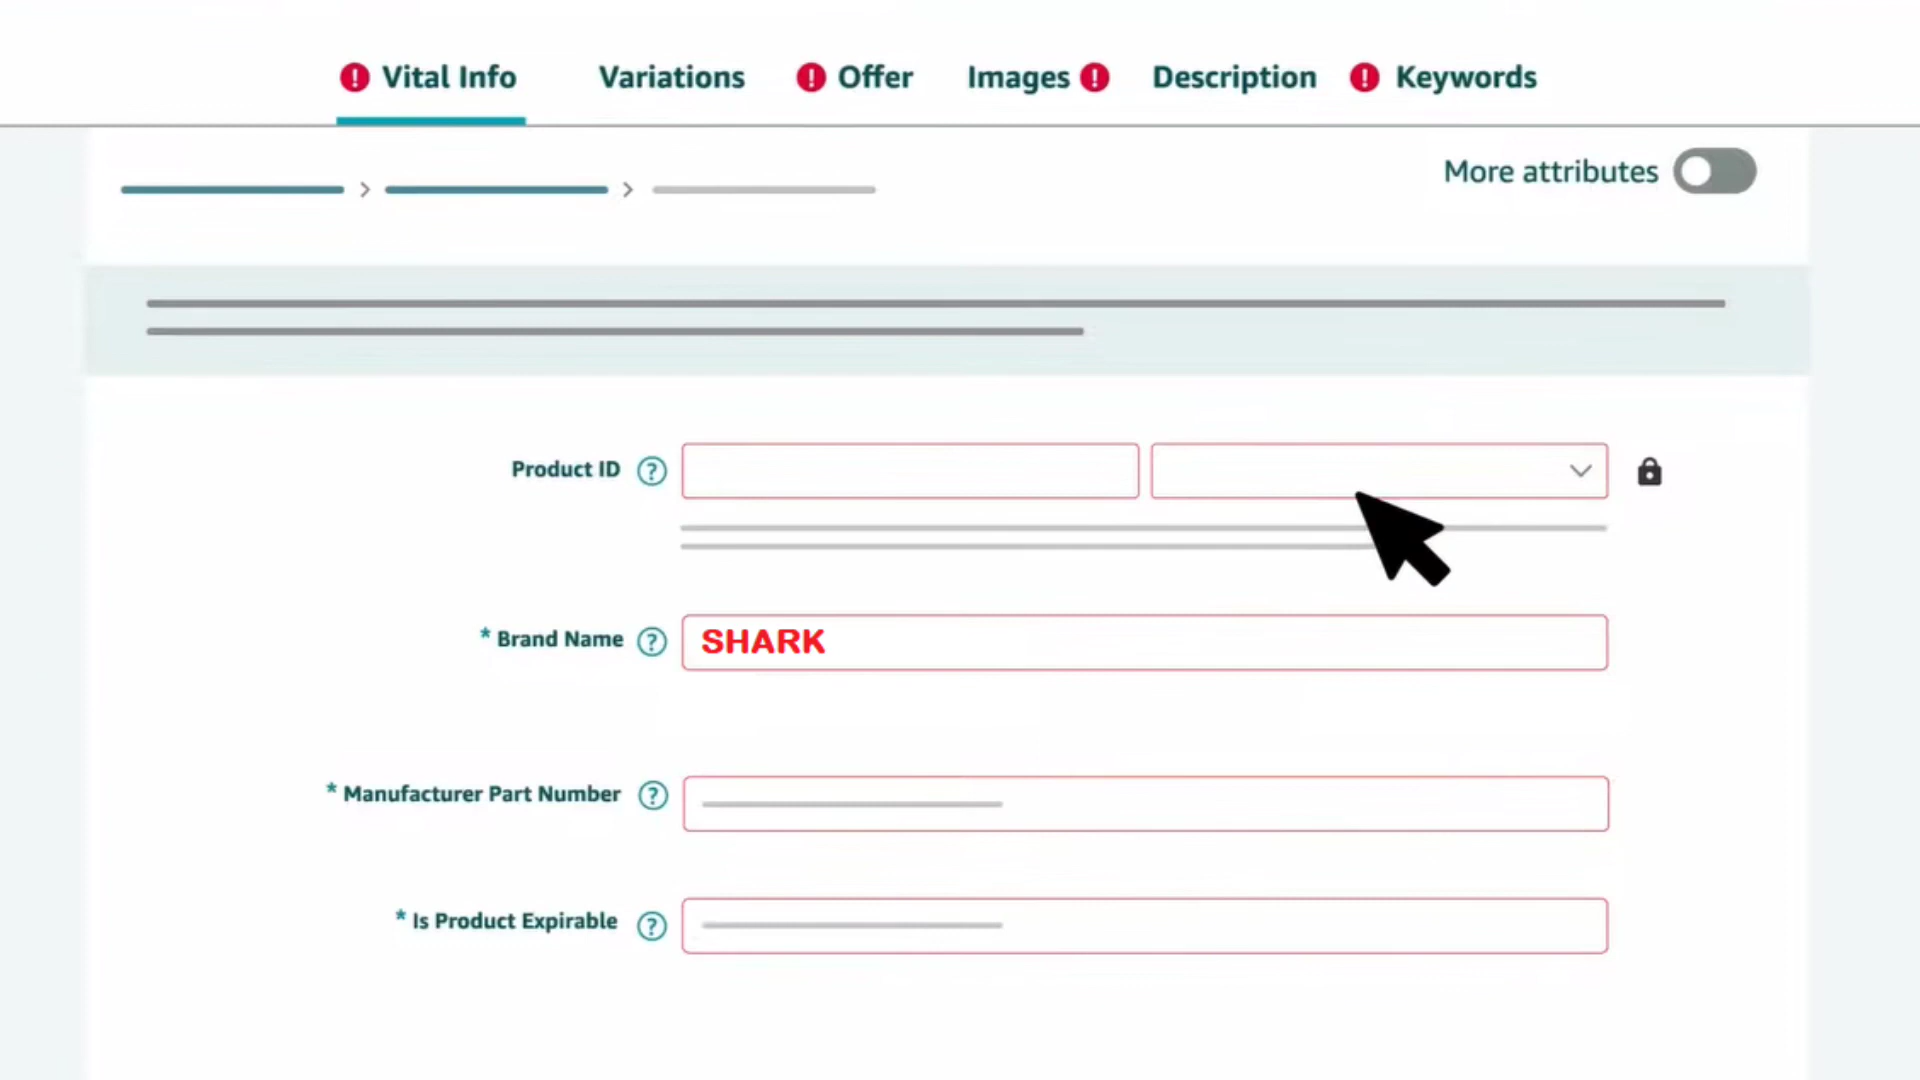 Vital Info Variations Offer Images Description Keywords
More attributes
Product ID
* Brand Name SHARK
* Manufacturer Part Number
* Is Product Expirable